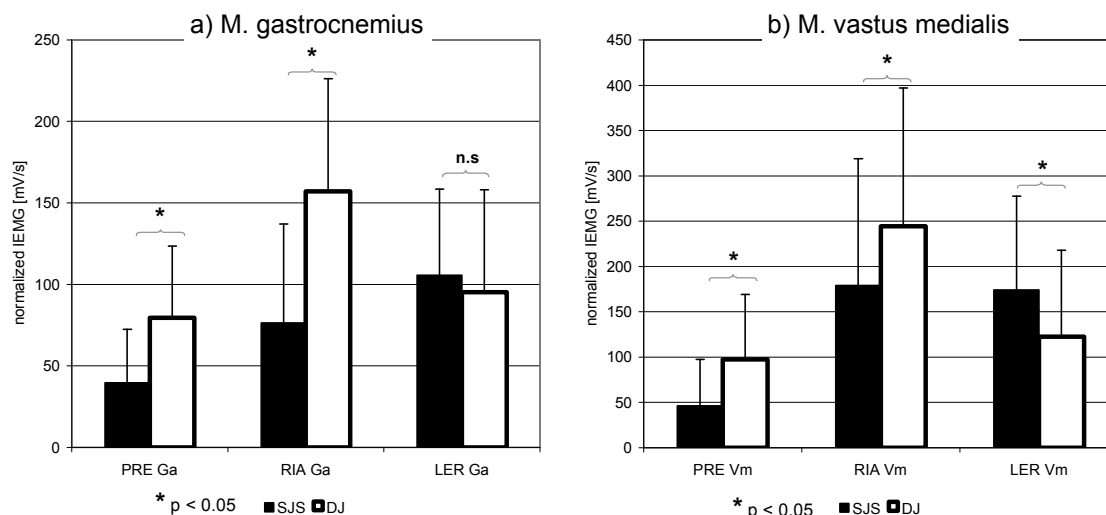 a) M. gastrocnemius
normalized IEMG [mV/s]
250
200
150
100
50
0
*
*
n.s
PRE Ga
RIA Ga
LER Ga
* p < 0.05 SJS DJ
b) M. vastus medialis
normalized IEMG [mV/s]
450
400
350
300
250
200
150
100
50
0
*
*
*
PRE Vm
RIA Vm
LER Vm
* p < 0.05 SJS DJ